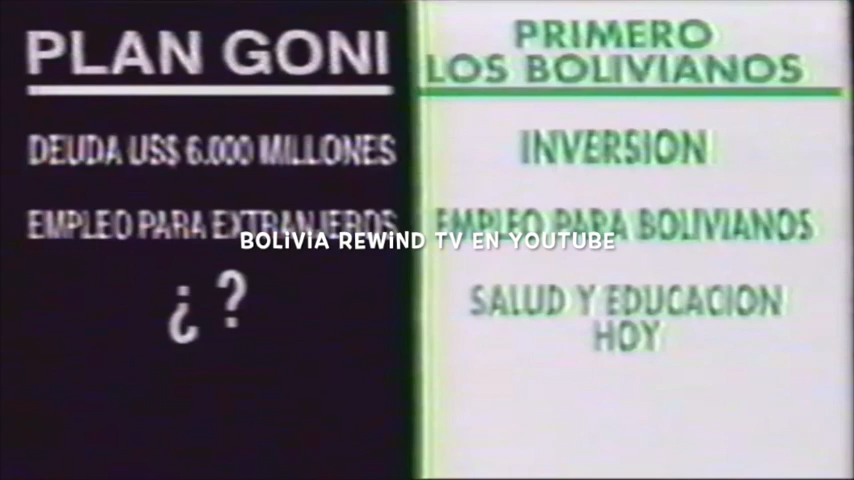 PLAN GONI
DEUDA US$ 6.000 MILLONES
EMPLEO PARA EXTRANJEROS
¿ ?
PRIMERO
LOS BOLIVIANOS
INVERSION
EMPLEO PARA BOLIVIANOS
SALUD Y EDUCACION
HOY
BOLIVIA REWIND TV EN YOUTUBE